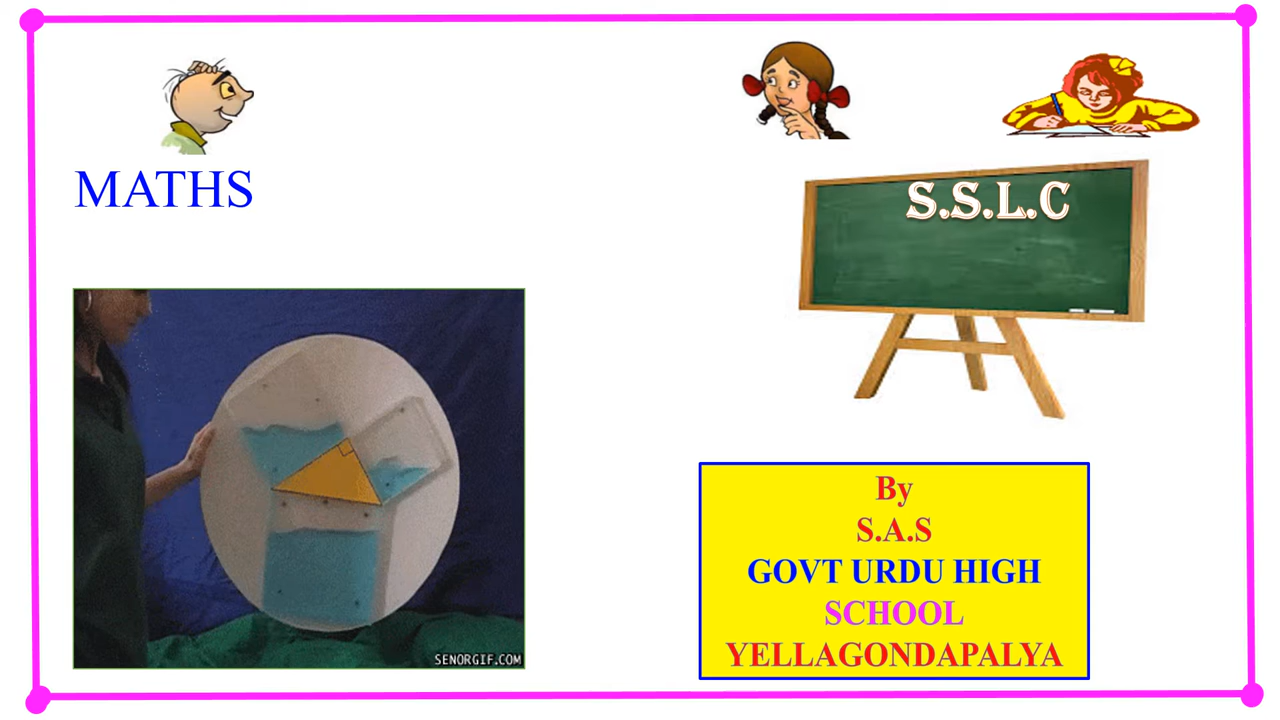 MATHS
S.S.L.C
SENORGIF.COM
By
S.A.S
GOVT URDU HIGH
SCHOOL
YELLAGONDAPALYA